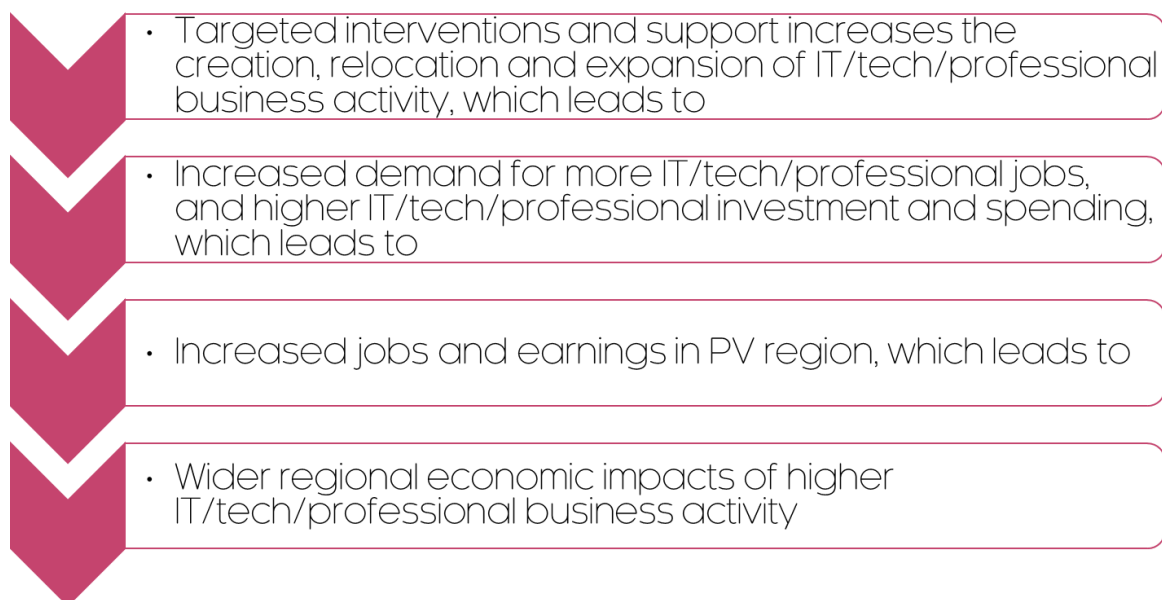 • Targeted interventions and support increases the
creation, relocation and expansion of IT/tech/professional
business activity, which leads to
• Increased demand for more IT/tech/professional jobs,
and higher IT/tech/professional investment and spending,
which leads to
• Increased jobs and earnings in PV region, which leads to
• Wider regional economic impacts of higher
IT/tech/professional business activity